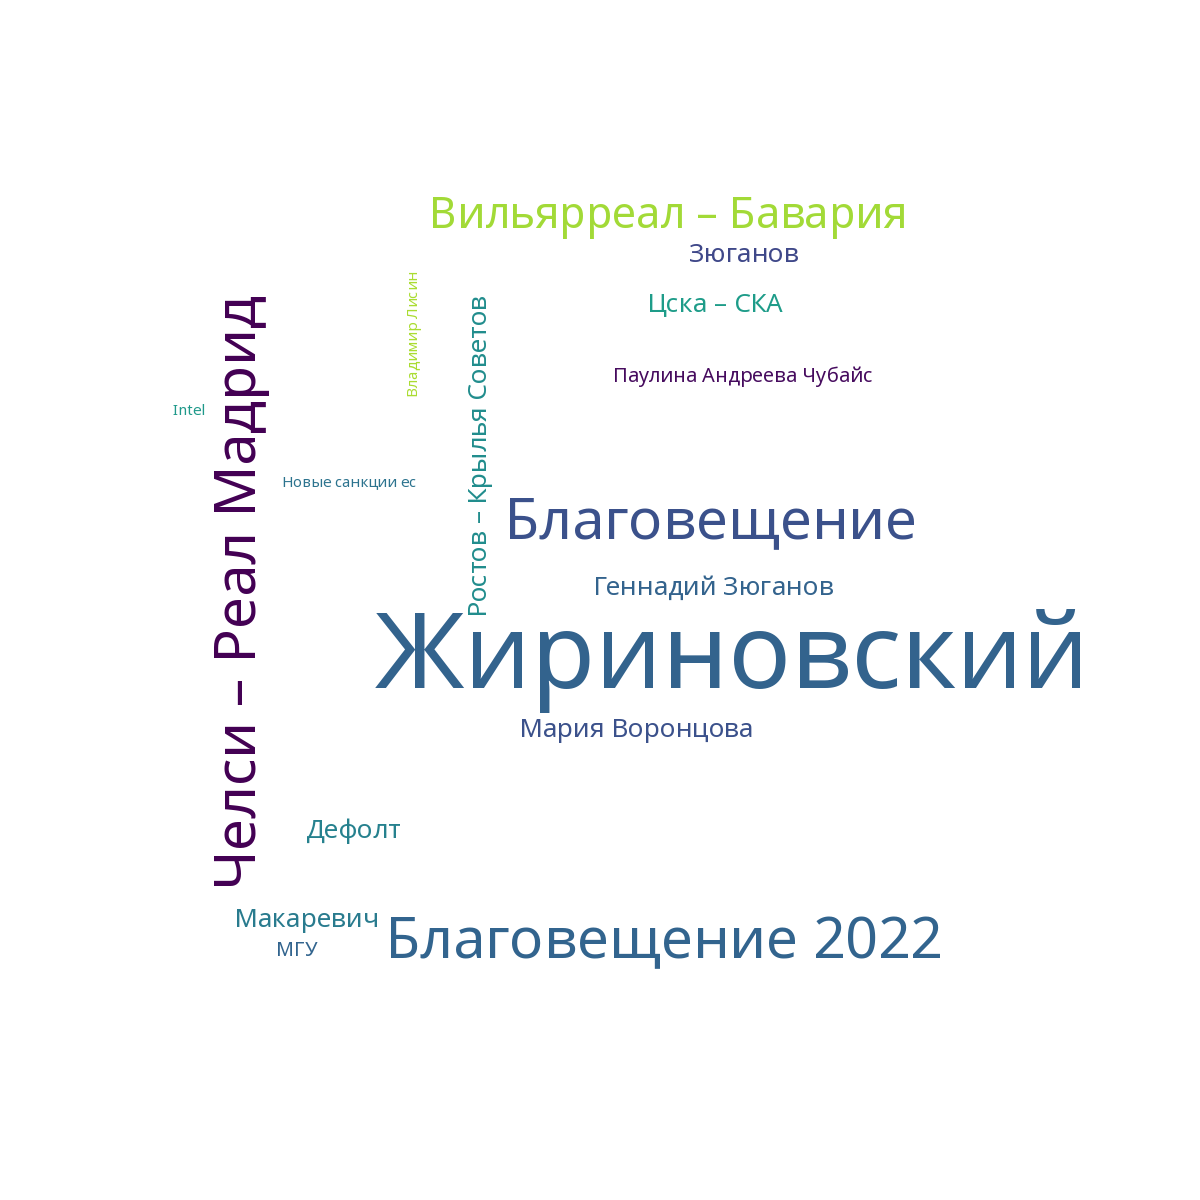 Вильярреал – Бавария
Зюганов
Владимир Лисин
Цска – СКА
Ростов – Крылья Советов
Челси – Реал Мадрид
Паулина Андреева Чубайс
Intel
Новые санкции ес
Благовещение
Геннадий Зюганов
Жириновский
Мария Воронцова
Дефолт
Макаревич
МГУ
Благовещение 2022